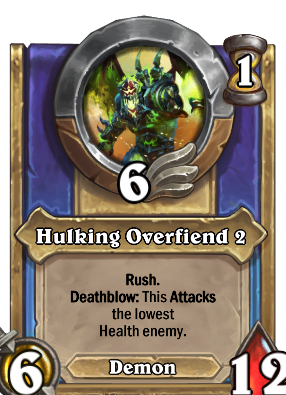 1
6
Hulking Overfiend 2
Rush.
Deathblow: This Attacks
the lowest
Health enemy.
6
Demon
12